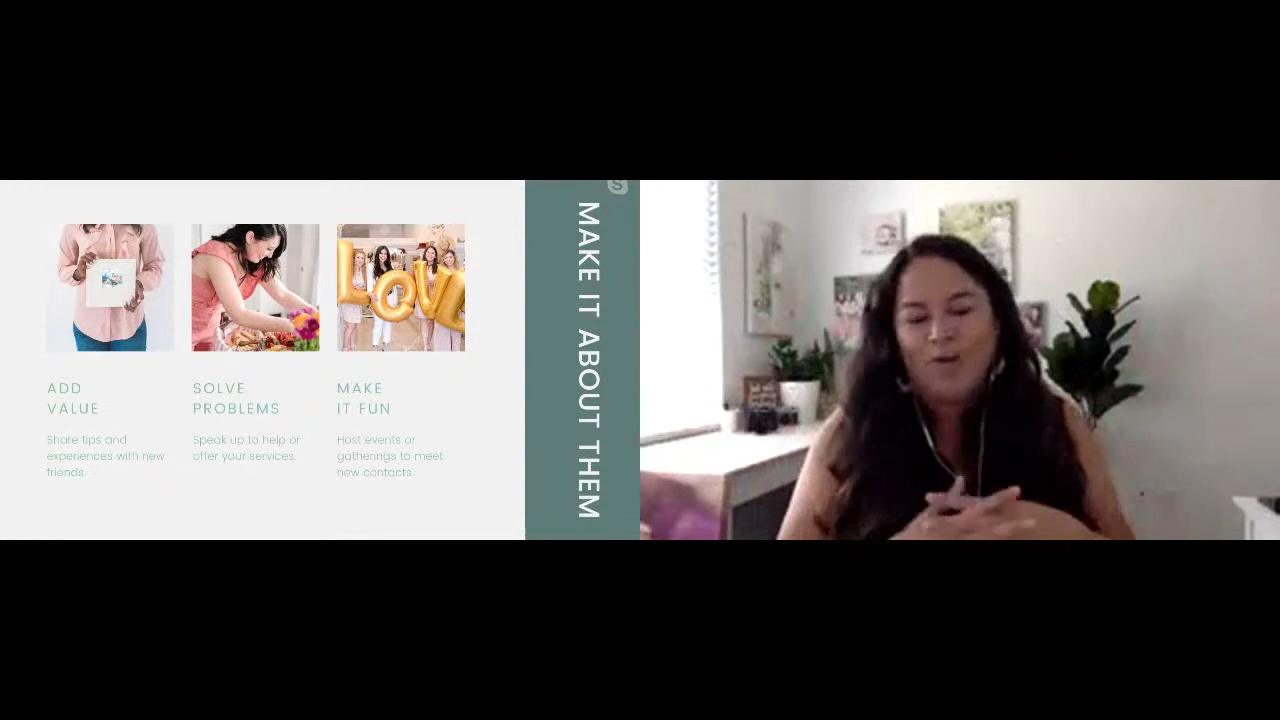 ADD
VALUE
Share tips and
experiences with new
friends.
SOLVE
PROBLEMS
Speak up to help or
offer your services.
MAKE
IT FUN
Host events or
gatherings to meet
new contacts.
LOVE
MAKE IT ABOUT THEM
S